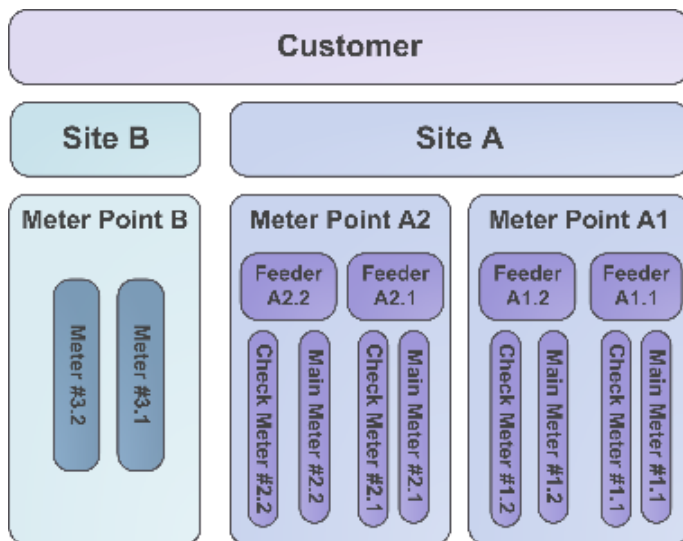 Customer
Site B
Site A
Meter Point B
Meter #3.2
Meter #3.1
Meter Point A2
Feeder
A2.2
Feeder
A2.1
Check Meter #2.2
Main Meter #2.2
Check Meter #2.1
Main Meter #2.1
Meter Point A1
Feeder
A1.2
Feeder
A1.1
Check Meter #1.2
Main Meter #1.2
Check Meter #1.1
Main Meter #1.1